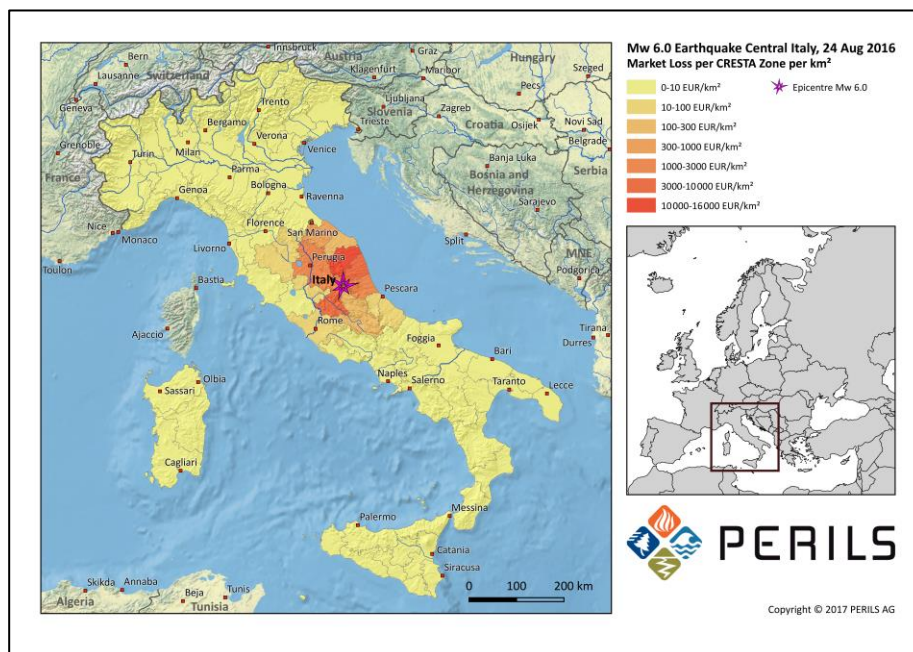 Mw 6.0 Earthquake Central Italy, 24 Aug 2016
Market Loss per CRESTA Zone per km²
0-10 EUR/km²
Epicentre Mw 6.0
10-100 EUR/km²
100-300 EUR/km²
300-1000 EUR/km²
1000-3000 EUR/km²
3000-10000 EUR/km²
10000-16000 EUR/km²
Innsbruck
Austria
Graz
Hungary
Bern
Klagenfurt
Maribor
Szeged
Lausanne
Switzerland
Pecs
Geneva
Trento
Ljubljana
Slovenia
Zagreb
Bergamo
Trieste
Croatia
Osijek
Novi Sad
Grenoble
Verona
Venice
Belgrade
Turin
Milan
Banja Luka
France
Parma
Bosnia and
Herzegovina
Serbia
Genoa
Bologna
Ravenna
Sarajevo
Nice
Monaco
Florence
San Marino
Split
MNE
Toulon
Livorno
Perugia
Podgorica
Bastia
Italy
Pescara
Ajaccio
Rome
Tirana
Foggia
Durres
Bari
Olbia
Naples
Salerno
Taranto
Lecce
Sassari
Cagliari
Messina
Palermo
Catania
Siracusa
Skikda
Annaba
Tunis
0 100 200 km
Algeria
Beja
Tunisia
PERILS
Copyright © 2017 PERILS AG